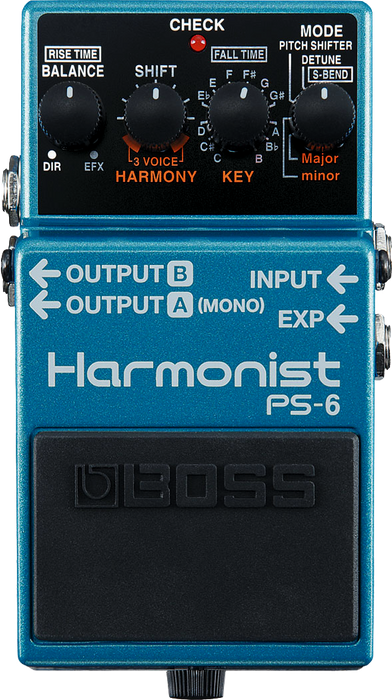 CHECK
RISE TIME
BALANCE
SHIFT
FALL TIME
MODE
PITCH SHIFTER
DETUNE
S-BEND
E♭ E F F# G G#
D A
C# B♭
C B
DIR EFX
3 VOICE
HARMONY
KEY
Major
minor
OUTPUT B
INPUT
OUTPUT A (MONO)
EXP
Harmonist
PS-6
BOSS